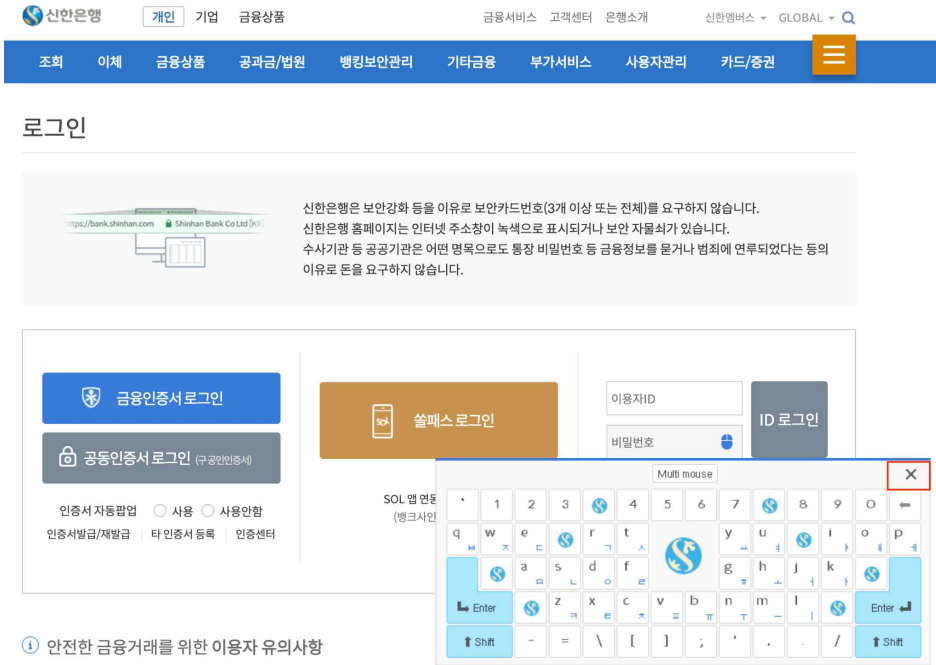 신한은행 개인 기업 금융상품 금융서비스 고객센터 은행소개 신한멤버스 GLOBAL
조회 이체 금융상품 공과금/법원 뱅킹보안관리 기타금융 부가서비스 사용자관리 카드/증권
로그인
https://bank.shinhan.com Shinhan Bank Co Ltd [KR]
신한은행은 보안강화 등을 이유로 보안카드번호(3개 이상 또는 전체)를 요구하지 않습니다.
신한은행 홈페이지는 인터넷 주소창이 녹색으로 표시되거나 보안 자물쇠가 있습니다.
수사기관 등 공공기관은 어떤 명목으로도 통장 비밀번호 등 금융정보를 묻거나 범죄에 연루되었다는 등의
이유로 돈을 요구하지 않습니다.
금융인증서 로그인
공동인증서 로그인 (구 공인인증서)
인증서 자동팝업 사용 사용안함
인증서발급/재발급 타 인증서 등록 인증센터
sol 쏠패스 로그인
SOL 앱 연동
(뱅크사인
이용자ID
비밀번호
ID 로그인
Multi mouse
` 1 2 3 4 5 6 7 8 9 0
q ㅂ w ㅈ e ㄷ r ㄱ t ㅅ y ㅛ u ㅕ i ㅑ o ㅐ p ㅔ
a ㅁ s ㄴ d ㅇ f ㄹ g ㅎ h ㅗ j ㅓ k ㅏ
Enter z ㅋ x ㅌ c ㅊ v ㅍ b ㅠ n ㅜ m ㅡ l ㅣ Enter
Shift - = \ [ ] ; ' , . / Shift
안전한 금융거래를 위한 이용자 유의사항